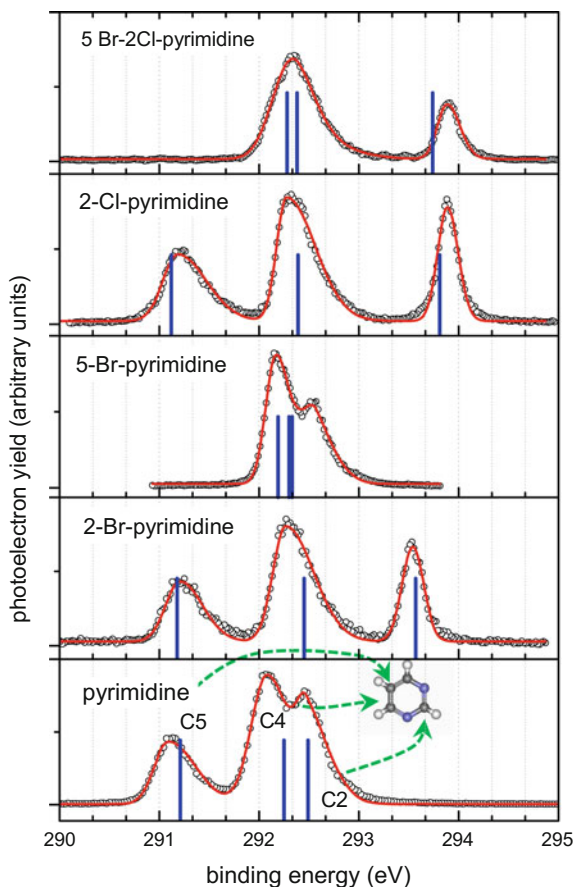 5 Br-2Cl-pyrimidine
2-Cl-pyrimidine
5-Br-pyrimidine
2-Br-pyrimidine
pyrimidine
C5
C4
C2
photoelectron yield (arbitrary units)
290 291 292 293 294 295
binding energy (eV)